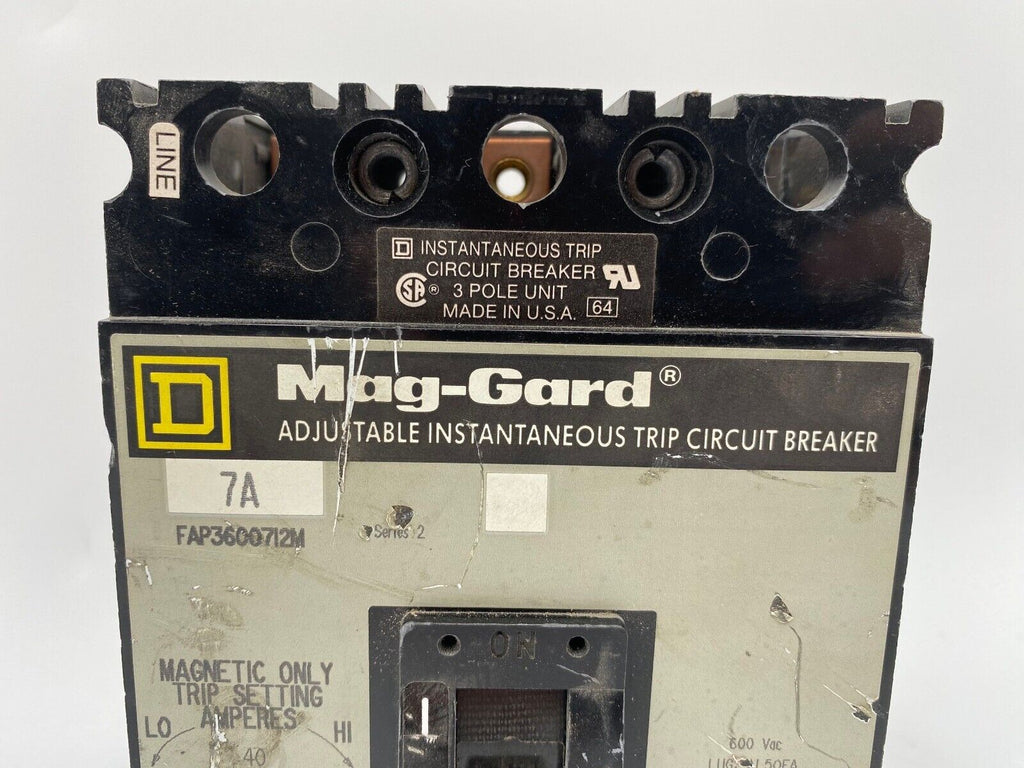 LINE
D INSTANTANEOUS TRIP
CIRCUIT BREAKER
SA® 3 POLE UNIT
MADE IN U.S.A. 64
D
Mag-Gard®
ADJUSTABLE INSTANTANEOUS TRIP CIRCUIT BREAKER
7A
FAP3600712M
Series 2
ON
MAGNETIC ONLY
TRIP SETTING
AMPERES
LO HI
40
600 Vac